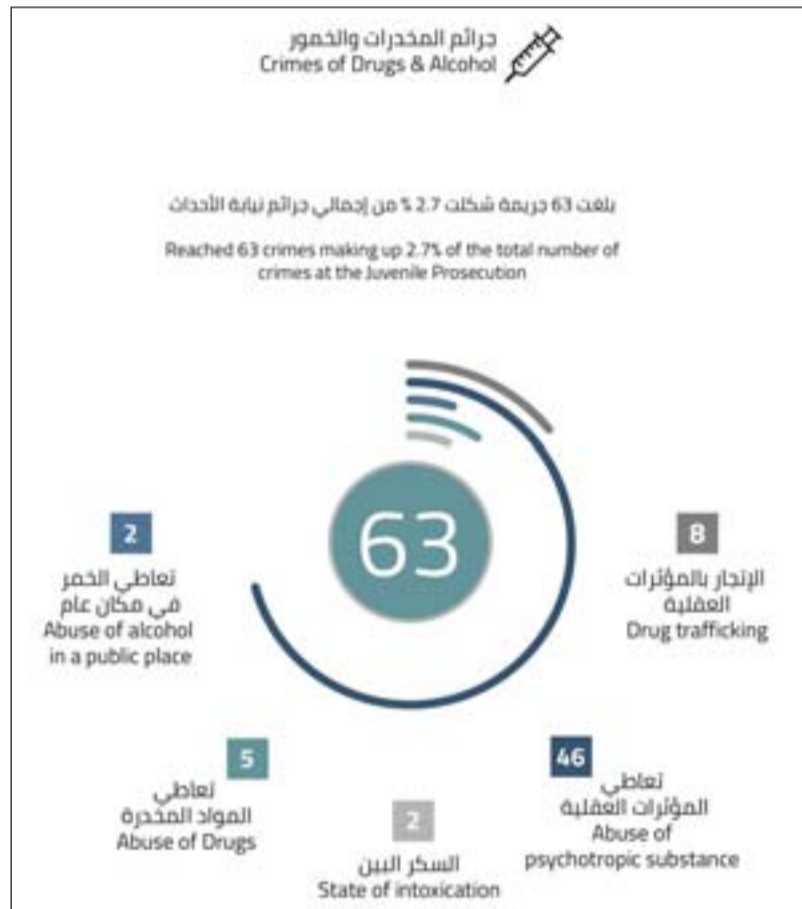 جرائم المخدرات والخمور
Crimes of Drugs & Alcohol
بلغت 63 جريمة شكلت 2.7 % من إجمالي جرائم نيابة الأحداث
Reached 63 crimes making up 2.7% of the total number of
crimes at the Juvenile Prosecution
63
8
الإتجار بالمؤثرات
العقلية
Drug trafficking
46
تعاطي
المؤثرات العقلية
Abuse of
psychotropic substance
2
السكر البين
State of intoxication
5
تعاطي
المواد المخدرة
Abuse of Drugs
2
تعاطي الخمر
في مكان عام
Abuse of alcohol
in a public place